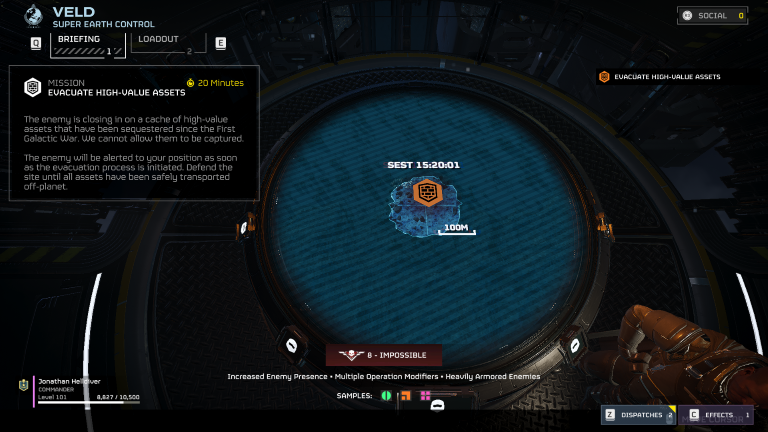 VELD
SUPER EARTH CONTROL
Q
BRIEFING
1
LOADOUT
2
E
SOCIAL 0
MISSION
20 Minutes
EVACUATE HIGH-VALUE ASSETS
The enemy is closing in on a cache of high-value
assets that have been sequestered since the First
Galactic War. We cannot allow them to be captured.
The enemy will be alerted to your position as soon
as the evacuation process is initiated. Defend the
site until all assets have been safely transported
off-planet.
EVACUATE HIGH-VALUE ASSETS
SEST 15:20:01
100M
8 - IMPOSSIBLE
Increased Enemy Presence • Multiple Operation Modifiers • Heavily Armored Enemies
SAMPLES:
Jonathan Helldiver
COMMANDER
Level 101
8,827 / 10,500
Z DISPATCHES 2
C EFFECTS 1
CURSOR